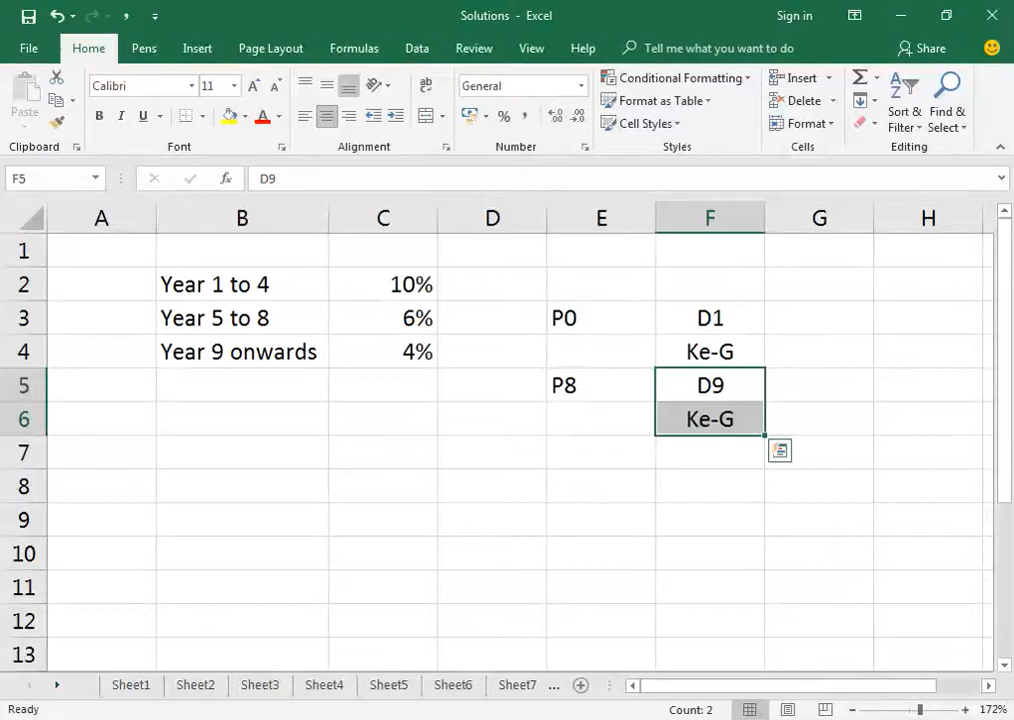 Solutions - Excel
Sign in
File Home Pens Insert Page Layout Formulas Data Review View Help Tell me what you want to do Share
Paste
Calibri 11
B I U
General
% ,
Conditional Formatting
Format as Table
Cell Styles
Insert
Delete
Format
Sort & Filter
Find & Select
Clipboard Font Alignment Number Styles Cells Editing
F5 fx D9
A B C D E F G H
1
2 Year 1 to 4 10%
3 Year 5 to 8 6% P0 D1
4 Year 9 onwards 4% Ke-G
5 P8 D9
6 Ke-G
7
8
9
10
11
12
13
Sheet1 Sheet2 Sheet3 Sheet4 Sheet5 Sheet6 Sheet7 ...
Ready Count: 2 172%